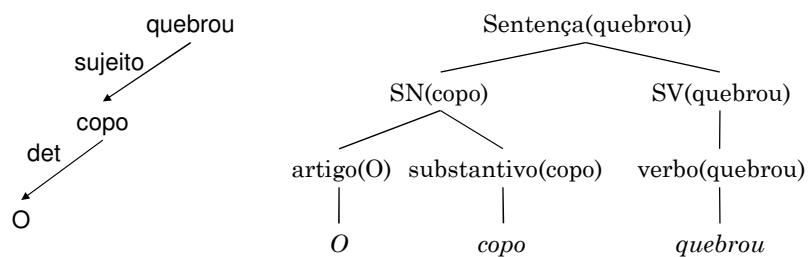 quebrou
sujeito
copo
det
O
Sentença(quebrou)
SN(copo) SV(quebrou)
artigo(O) substantivo(copo) verbo(quebrou)
O copo quebrou